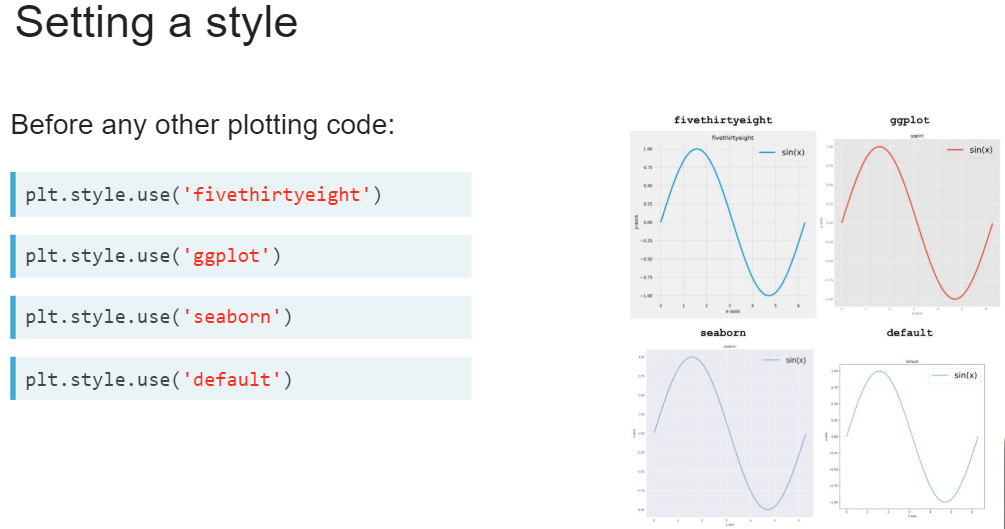 Setting a style
Before any other plotting code:
plt.style.use('fivethirtyeight')
plt.style.use('ggplot')
plt.style.use('seaborn')
plt.style.use('default')
fivethirtyeight
fivethirtyeight
sin(x)
1.00
0.75
0.50
0.25
0.00
−0.25
−0.50
−0.75
−1.00
y-axis
0 1 2 3 4 5 6
x-axis
ggplot
ggplot
sin(x)
seaborn
seaborn
sin(x)
default
default
sin(x)